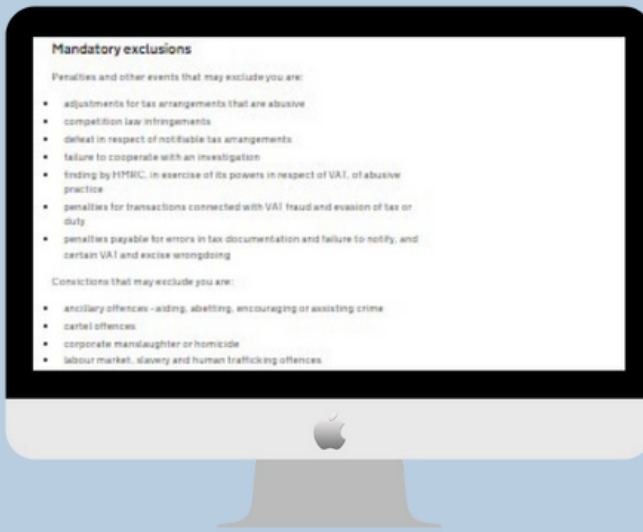 Mandatory exclusions
Penalties and other events that may exclude you are:
• adjustments for tax arrangements that are abusive
• competition law infringements
• defeat in respect of notifiable tax arrangements
• failure to cooperate with an investigation
• finding by HMRC, in exercise of its powers in respect of VAT, of abusive
practice
• penalties for transactions connected with VAT fraud and evasion of tax or
duty
• penalties payable for errors in tax documentation and failure to notify, and
certain VAT and excise wrongdoing
Convictions that may exclude you are:
• ancillary offences - aiding, abetting, encouraging or assisting crime
• cartel offences
• corporate manslaughter or homicide
• labour market, slavery and human trafficking offences